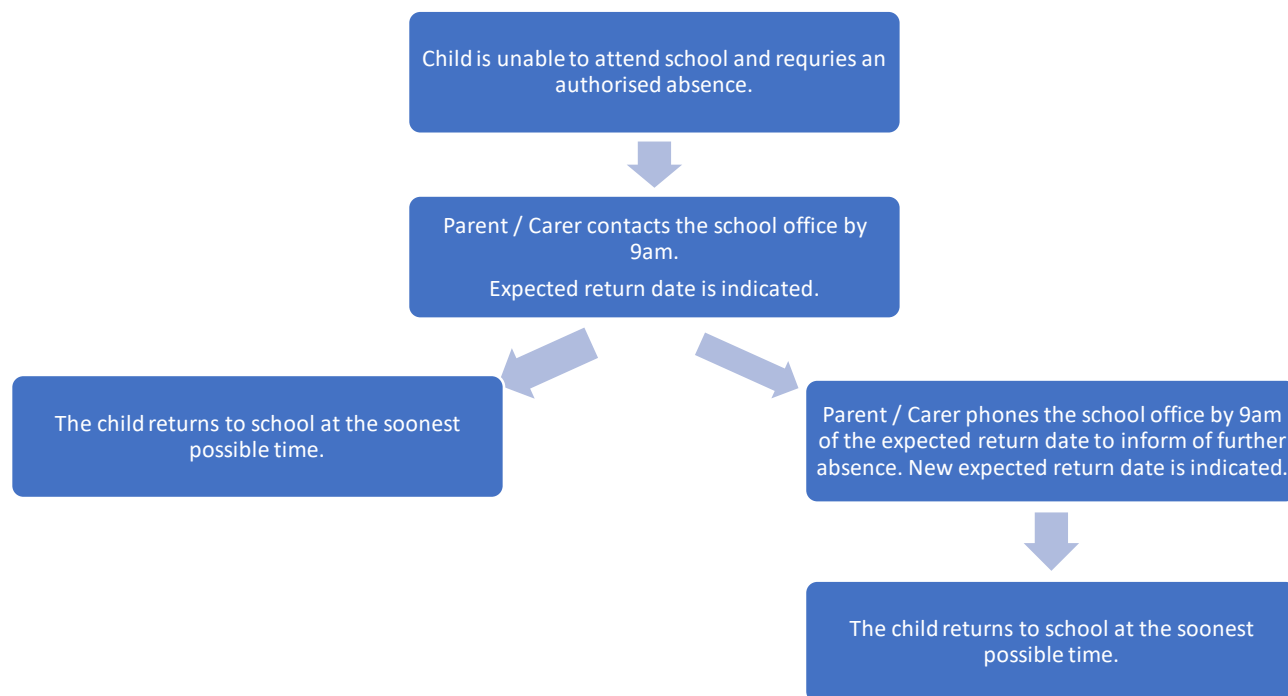 Child is unable to attend school and requries an
authorised absence.
Parent / Carer contacts the school office by
9am.
Expected return date is indicated.
The child returns to school at the soonest
possible time.
Parent / Carer phones the school office by 9am
of the expected return date to inform of further
absence. New expected return date is indicated.
The child returns to school at the soonest
possible time.